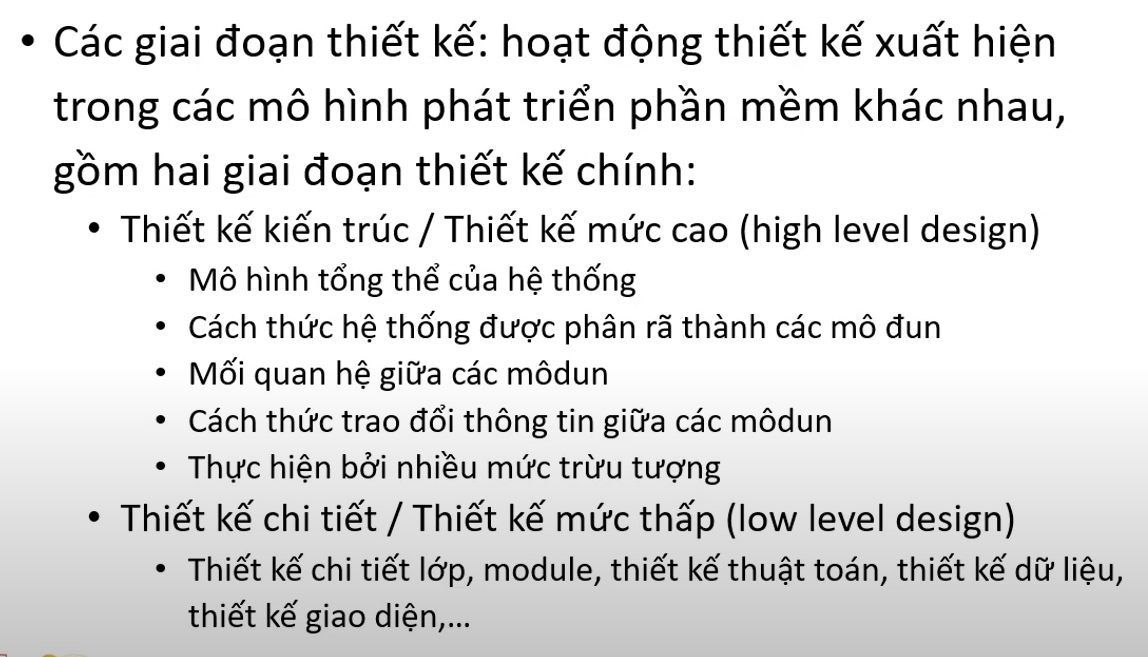 • Các giai đoạn thiết kế: hoạt động thiết kế xuất hiện
trong các mô hình phát triển phần mềm khác nhau,
gồm hai giai đoạn thiết kế chính:
• Thiết kế kiến trúc / Thiết kế mức cao (high level design)
• Mô hình tổng thể của hệ thống
• Cách thức hệ thống được phân rã thành các mô đun
• Mối quan hệ giữa các môdun
• Cách thức trao đổi thông tin giữa các môdun
• Thực hiện bởi nhiều mức trừu tượng
• Thiết kế chi tiết / Thiết kế mức thấp (low level design)
• Thiết kế chi tiết lớp, module, thiết kế thuật toán, thiết kế dữ liệu,
thiết kế giao diện,...